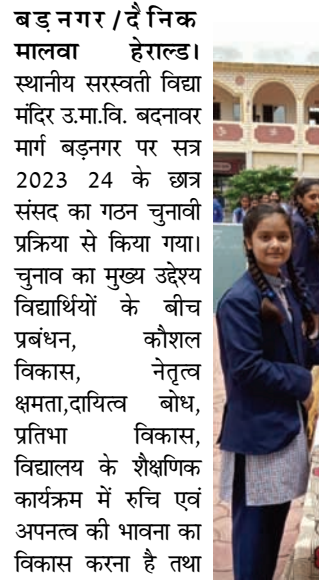 बड़नगर/दैनिक
मालवा हेराल्ड।
स्थानीय सरस्वती विद्या
मंदिर उ.मा.वि. बदनावर
मार्ग बड़नगर पर सत्र
2023 24 के छात्र
संसद का गठन चुनावी
प्रक्रिया से किया गया।
चुनाव का मुख्य उद्देश्य
विद्यार्थियों के बीच
प्रबंधन, कौशल
विकास, नेतृत्व
क्षमता,दायित्व बोध,
प्रतिभा विकास,
विद्यालय के शैक्षणिक
कार्यक्रम में रुचि एवं
अपनत्व की भावना का
विकास करना है तथा